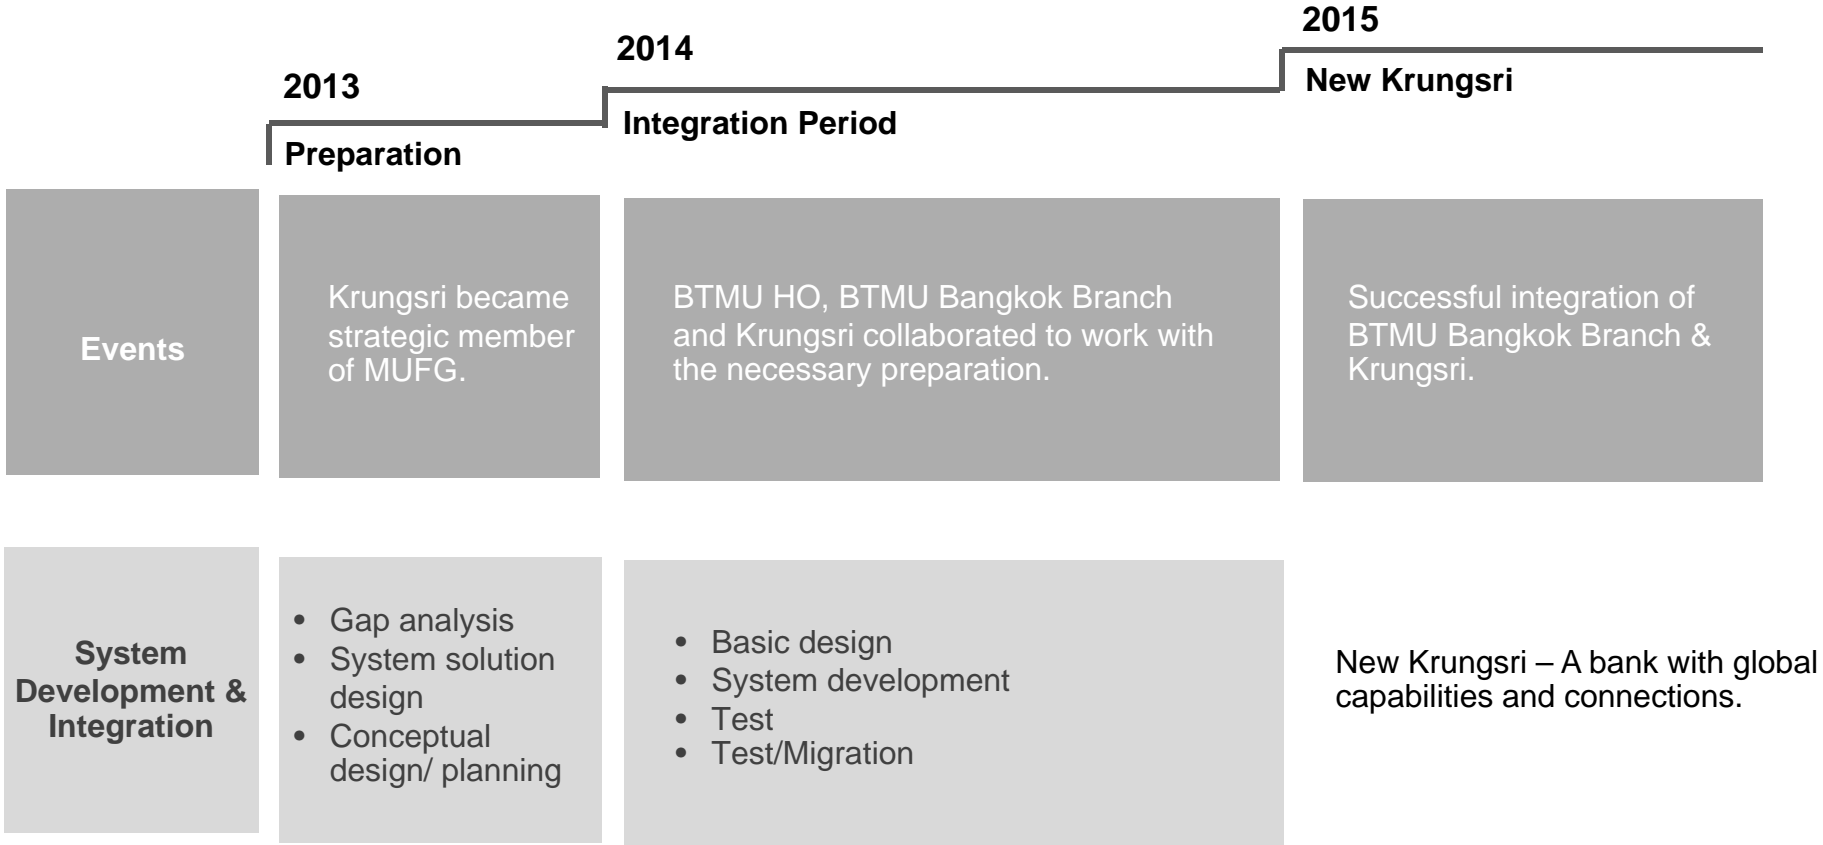 2013
Preparation
2014
Integration Period
2015
New Krungsri
Events
Krungsri became
strategic member
of MUFG.
BTMU HO, BTMU Bangkok Branch
and Krungsri collaborated to work with
the necessary preparation.
Successful integration of
BTMU Bangkok Branch &
Krungsri.
System
Development &
Integration
• Gap analysis
• System solution
design
• Conceptual
design/ planning
• Basic design
• System development
• Test
• Test/Migration
New Krungsri – A bank with global
capabilities and connections.